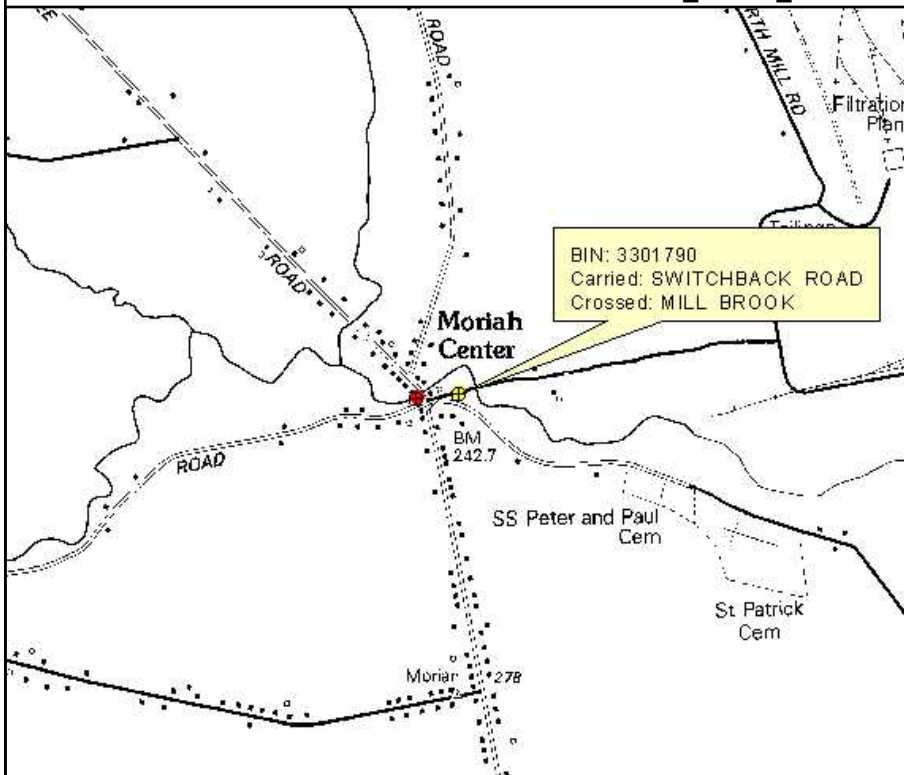 ROAD
RTH MILL RD
Filtration
Plan
BIN: 3301790
Carried: SWITCHBACK ROAD
Crossed: MILL BROOK
ROAD
Moriah
Center
BM
242.7
ROAD
SS Peter and Paul
Cem
St Patrick
Cem
Moriah
278